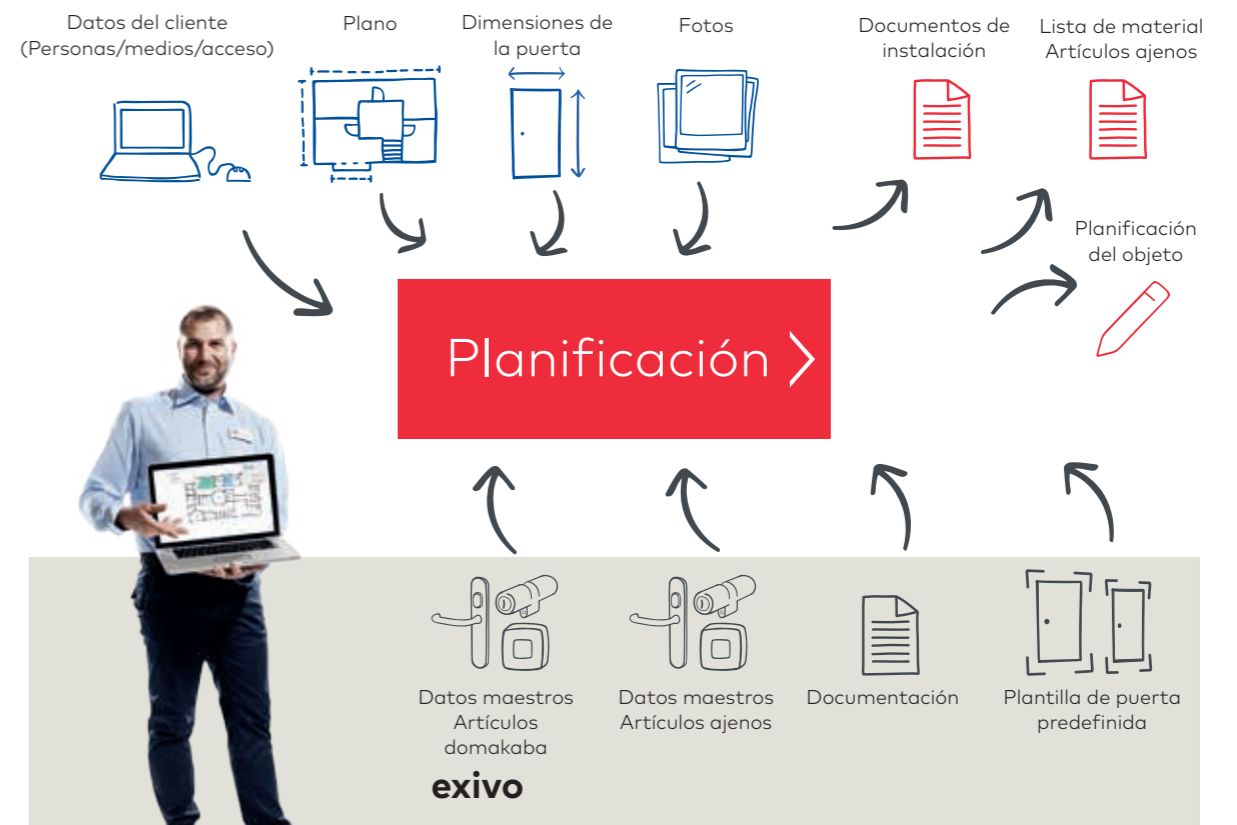 Datos del cliente
(Personas/medios/acceso)
Plano
Dimensiones de
la puerta
Fotos
Documentos de
instalación
Lista de material
Artículos ajenos
Planificación
del objeto
Planificación
Datos maestros
Artículos
domakaba
exivo
Datos maestros
Artículos ajenos
Documentación
Plantilla de puerta
predefinida